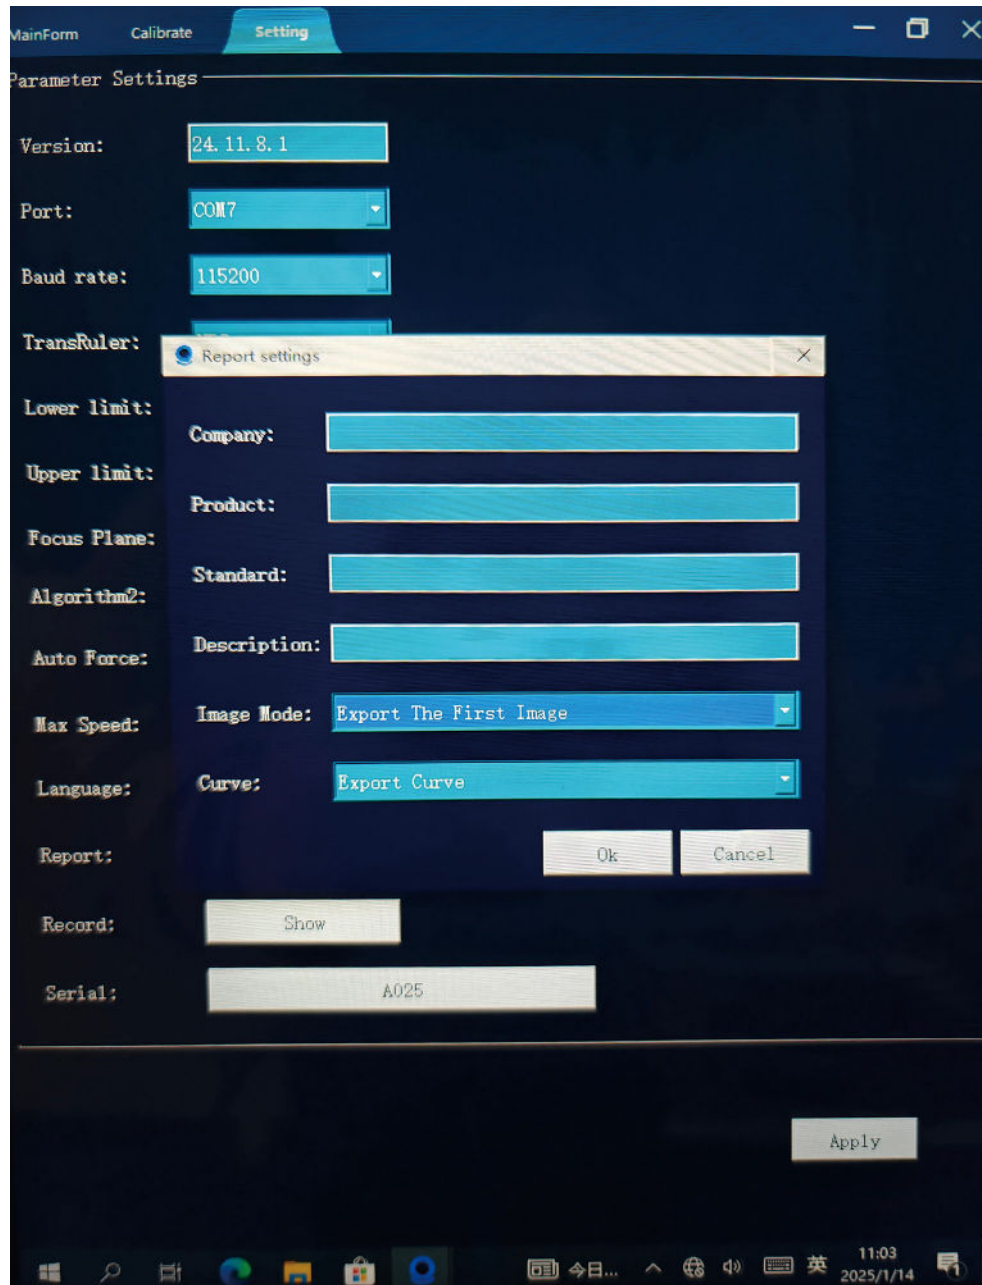 MainForm Calibrate Setting
Parameter Settings
Version: 24.11.8.1
Port: COM7
Baud rate: 115200
TransRuler:
Report settings
Lower limit:
Company:
Upper limit:
Product:
Focus Plane:
Standard:
Algorithm2:
Description:
Auto Force:
Image Mode: Export The First Image
Max Speed:
Curve: Export Curve
Language:
Report:
Ok Cancel
Record: Show
Serial: A025
Apply
今日... 英 11:03
2025/1/14 1